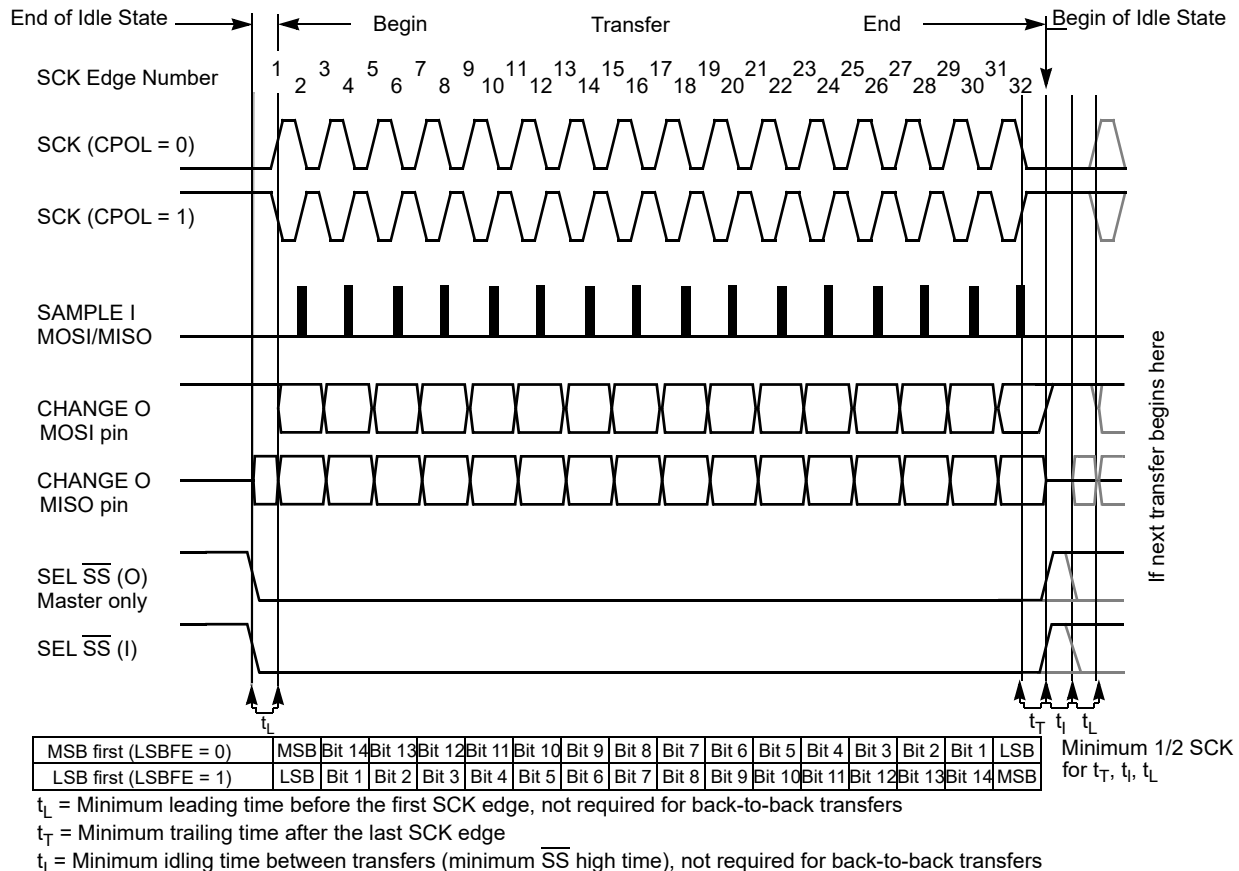 End of Idle State
Begin
Transfer
End
Begin of Idle State
SCK Edge Number
1 3 5 7 9 11 13 15 17 19 21 23 25 27 29 31
2 4 6 8 10 12 14 16 18 20 22 24 26 28 30 32
SCK (CPOL = 0)
SCK (CPOL = 1)
SAMPLE I
MOSI/MISO
CHANGE O
MOSI pin
CHANGE O
MISO pin
SEL SS (O)
Master only
SEL SS (I)
If next transfer begins here
tL
tT tI tL
MSB first (LSBFE = 0) MSB Bit 14 Bit 13 Bit 12 Bit 11 Bit 10 Bit 9 Bit 8 Bit 7 Bit 6 Bit 5 Bit 4 Bit 3 Bit 2 Bit 1 LSB
LSB first (LSBFE = 1) LSB Bit 1 Bit 2 Bit 3 Bit 4 Bit 5 Bit 6 Bit 7 Bit 8 Bit 9 Bit 10 Bit 11 Bit 12 Bit 13 Bit 14 MSB
Minimum 1/2 SCK
for tT, tI, tL
tL = Minimum leading time before the first SCK edge, not required for back-to-back transfers
tT = Minimum trailing time after the last SCK edge
tI = Minimum idling time between transfers (minimum SS high time), not required for back-to-back transfers